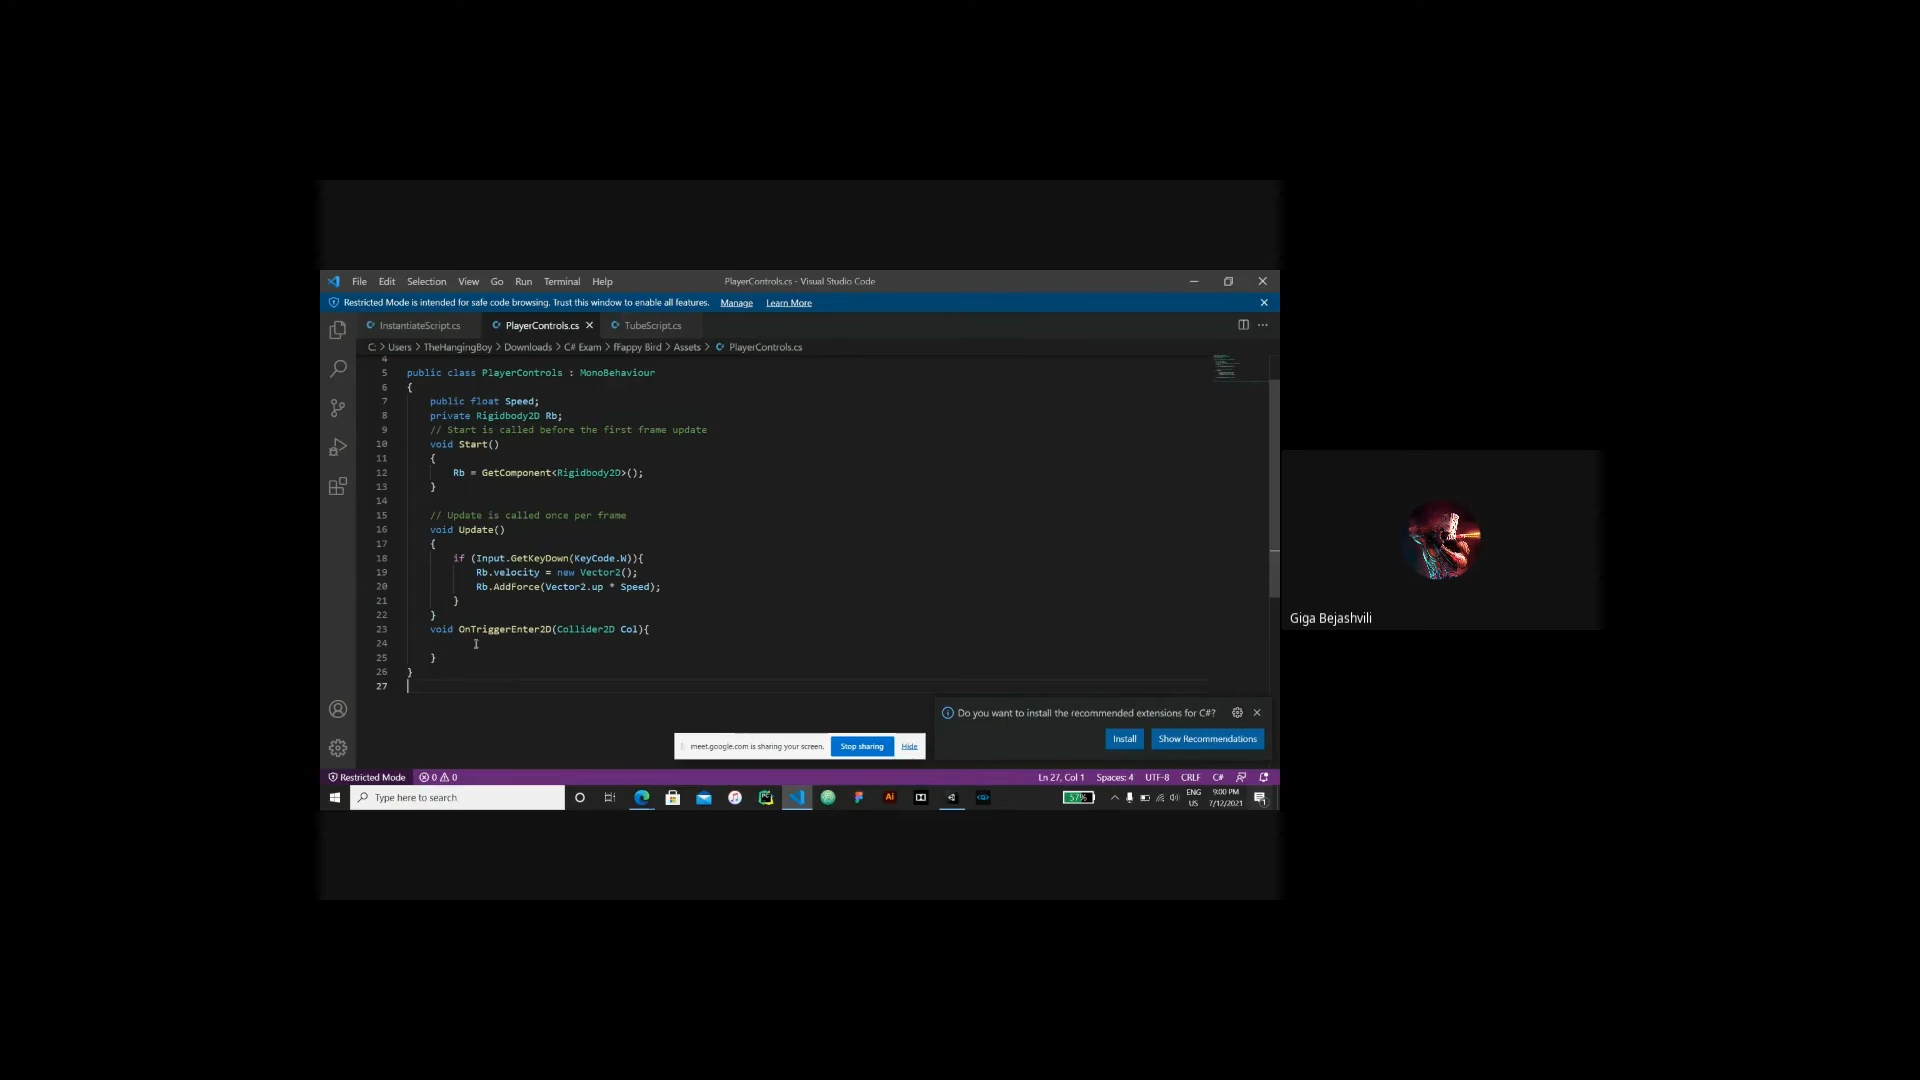 File Edit Selection View Go Run Terminal Help PlayerControls.cs - Visual Studio Code
Restricted Mode is intended for safe code browsing. Trust this window to enable all features. Manage Learn More
InstantiateScript.cs PlayerControls.cs TubeScript.cs
C: > Users > TheHangingBoy > Downloads > C# Exam > fFappy Bird > Assets > PlayerControls.cs
4
5 public class PlayerControls : MonoBehaviour
6 {
7 public float Speed;
8 private Rigidbody2D Rb;
9 // Start is called before the first frame update
10 void Start()
11 {
12 Rb = GetComponent<Rigidbody2D>();
13 }
14
15 // Update is called once per frame
16 void Update()
17 {
18 if (Input.GetKeyDown(KeyCode.W)){
19 Rb.velocity = new Vector2();
20 Rb.AddForce(Vector2.up * Speed);
21 }
22 }
23 void OnTriggerEnter2D(Collider2D Col){
24
25 }
26 }
27
Do you want to install the recommended extensions for C#?
Install Show Recommendations
meet.google.com is sharing your screen. Stop sharing Hide
Restricted Mode 0 0 Ln 27, Col 1 Spaces: 4 UTF-8 CRLF C#
Type here to search Ai 57% ENG US 9:00 PM 7/12/2021
Giga Bejashvili